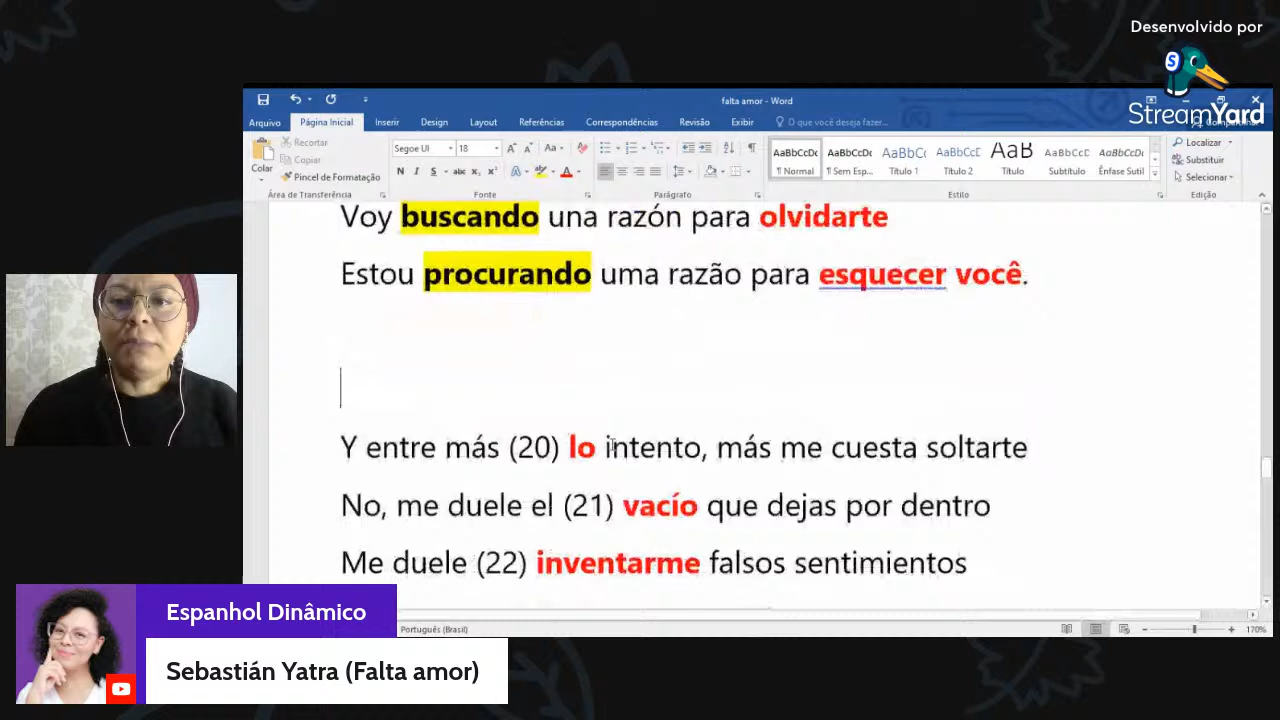 Desenvolvido por
StreamYard
falta amor - Word
Arquivo Página Inicial Inserir Design Layout Referências Correspondências Revisão Exibir O que você deseja fazer...
Colar
Recortar
Copiar
Pincel de Formatação
Área de Transferência
Segoe UI 18
N I S abc x₂ x²
Fonte
Parágrafo
AaBbCcDc AaBbCcDc AaBbCc AaBbCcD AaB AaBbCcD AaBbCcDc
¶ Normal ¶ Sem Esp... Título 1 Título 2 Título Subtítulo Ênfase Sutil
Estilo
Localizar
Substituir
Selecionar
Edição
Voy buscando una razón para olvidarte
Estou procurando uma razão para esquecer você.
Y entre más (20) lo intento, más me cuesta soltarte
No, me duele el (21) vacío que dejas por dentro
Me duele (22) inventarme falsos sentimientos
Português (Brasil)
170%
Espanhol Dinâmico
Sebastián Yatra (Falta amor)